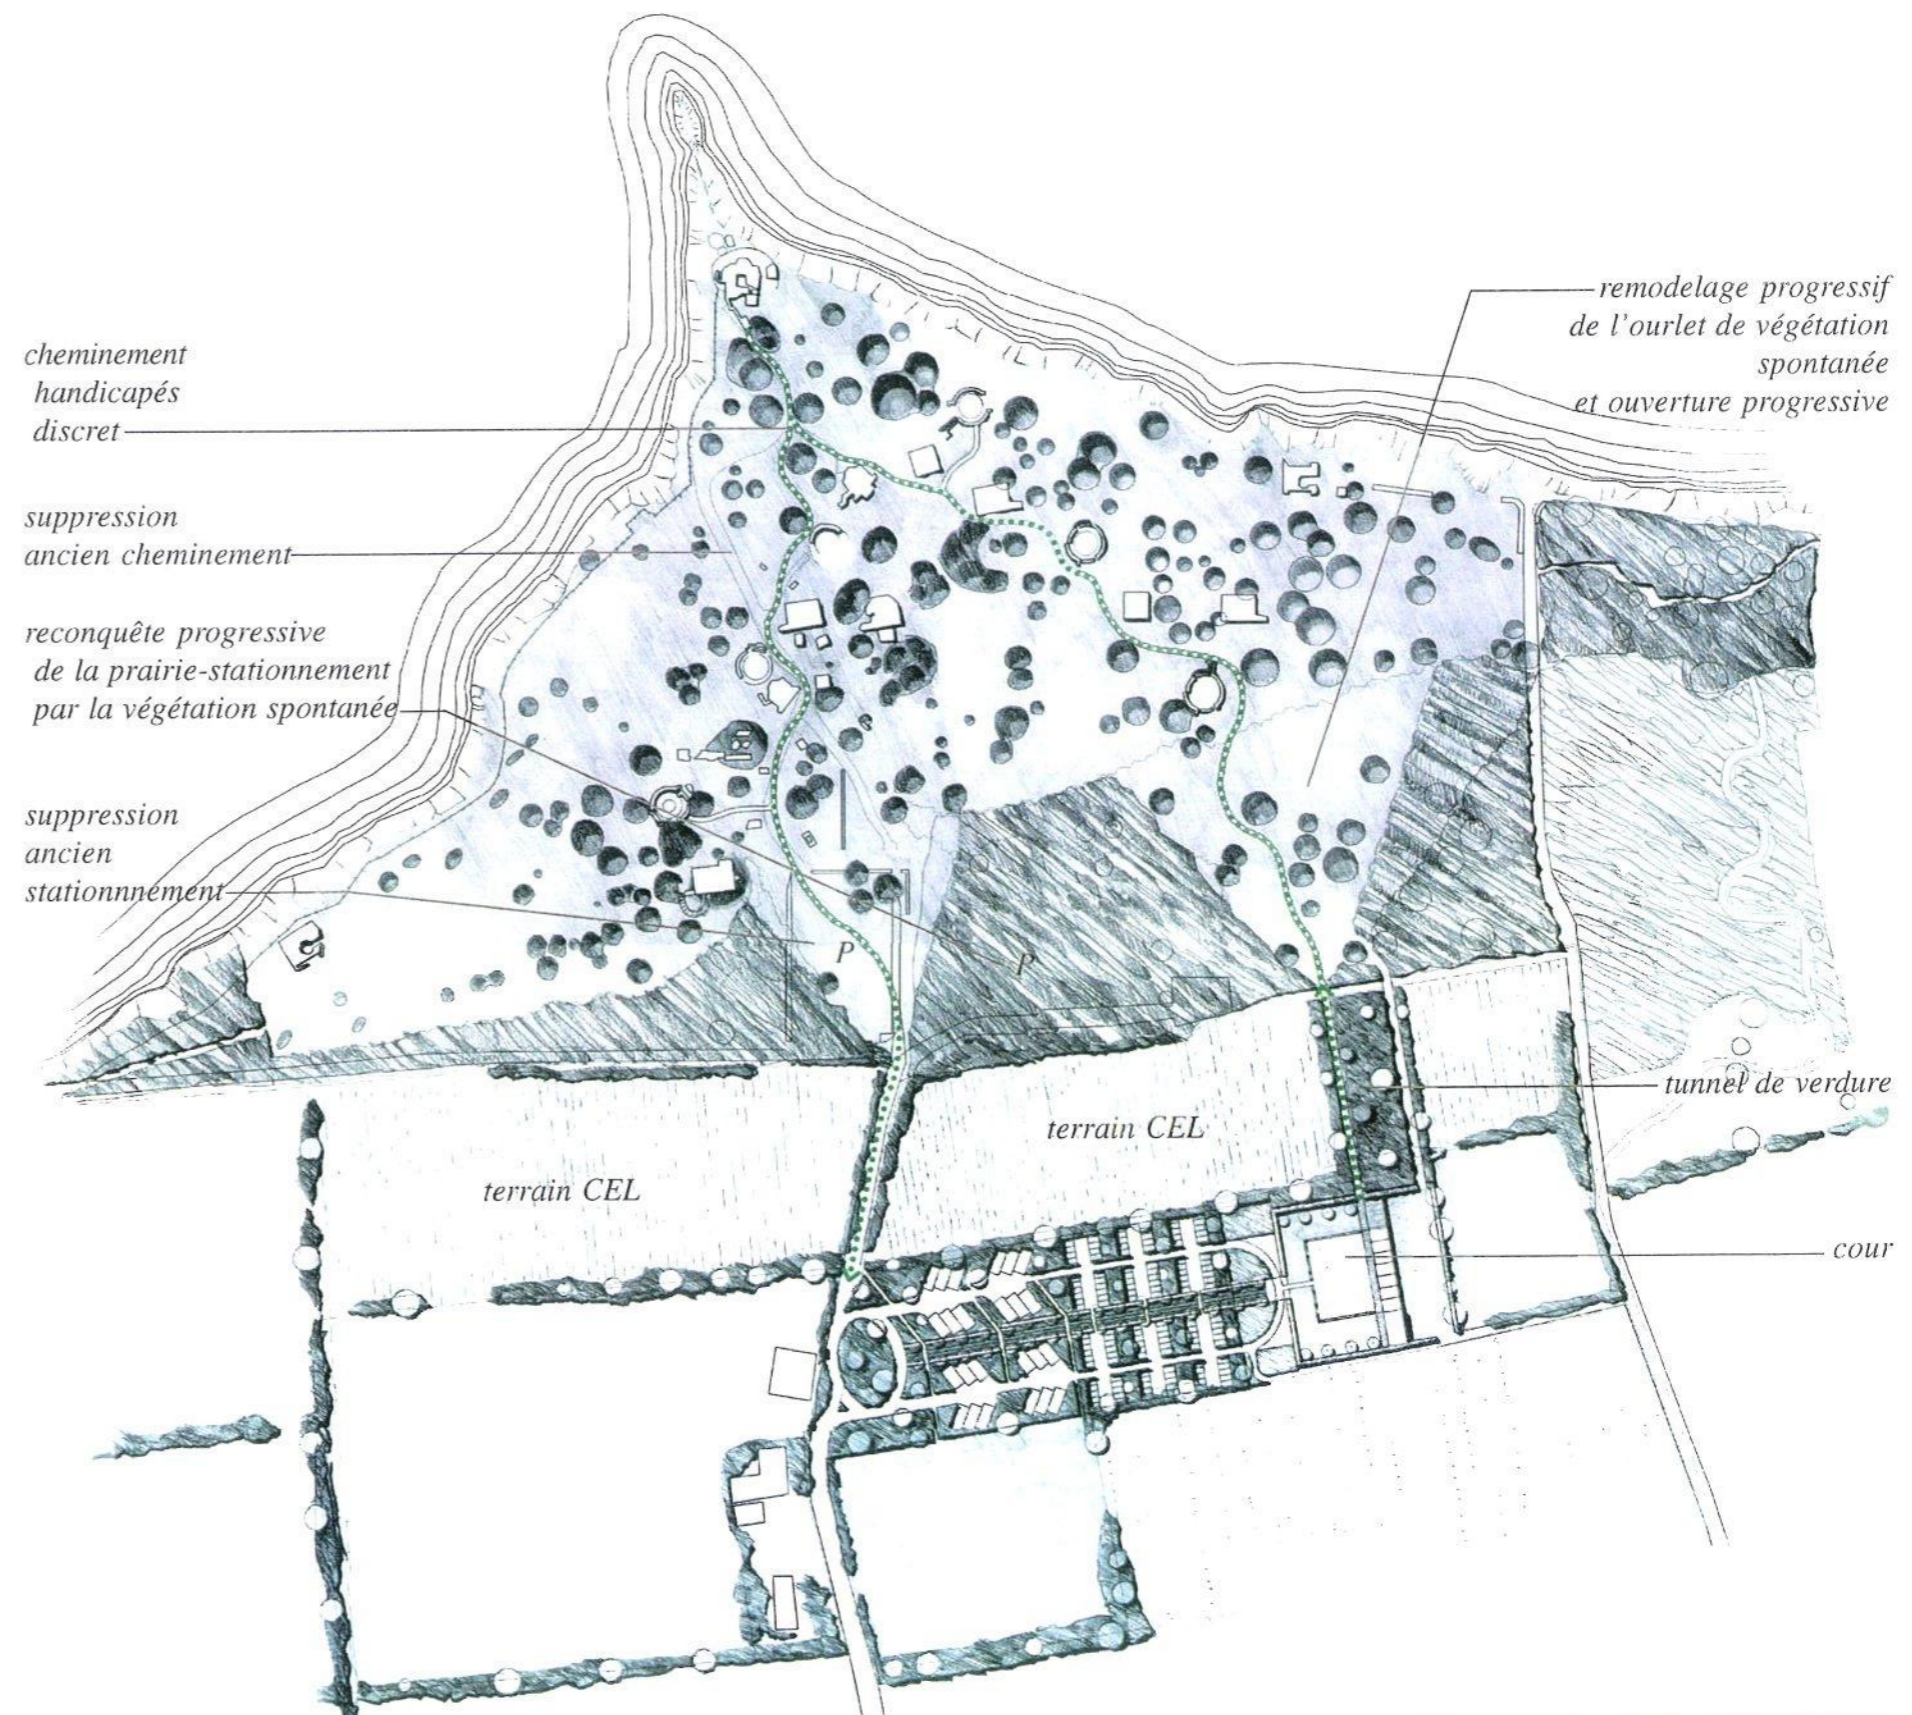 remodelage progressif
de l'ourlet de végétation
spontanée
et ouverture progressive
cheminement
handicapés
discret
suppression
ancien cheminement
reconquête progressive
de la prairie-stationnement
par la végétation spontanée
suppression
ancien
stationnnement
P
P
tunnel de verdure
terrain CEL
terrain CEL
cour